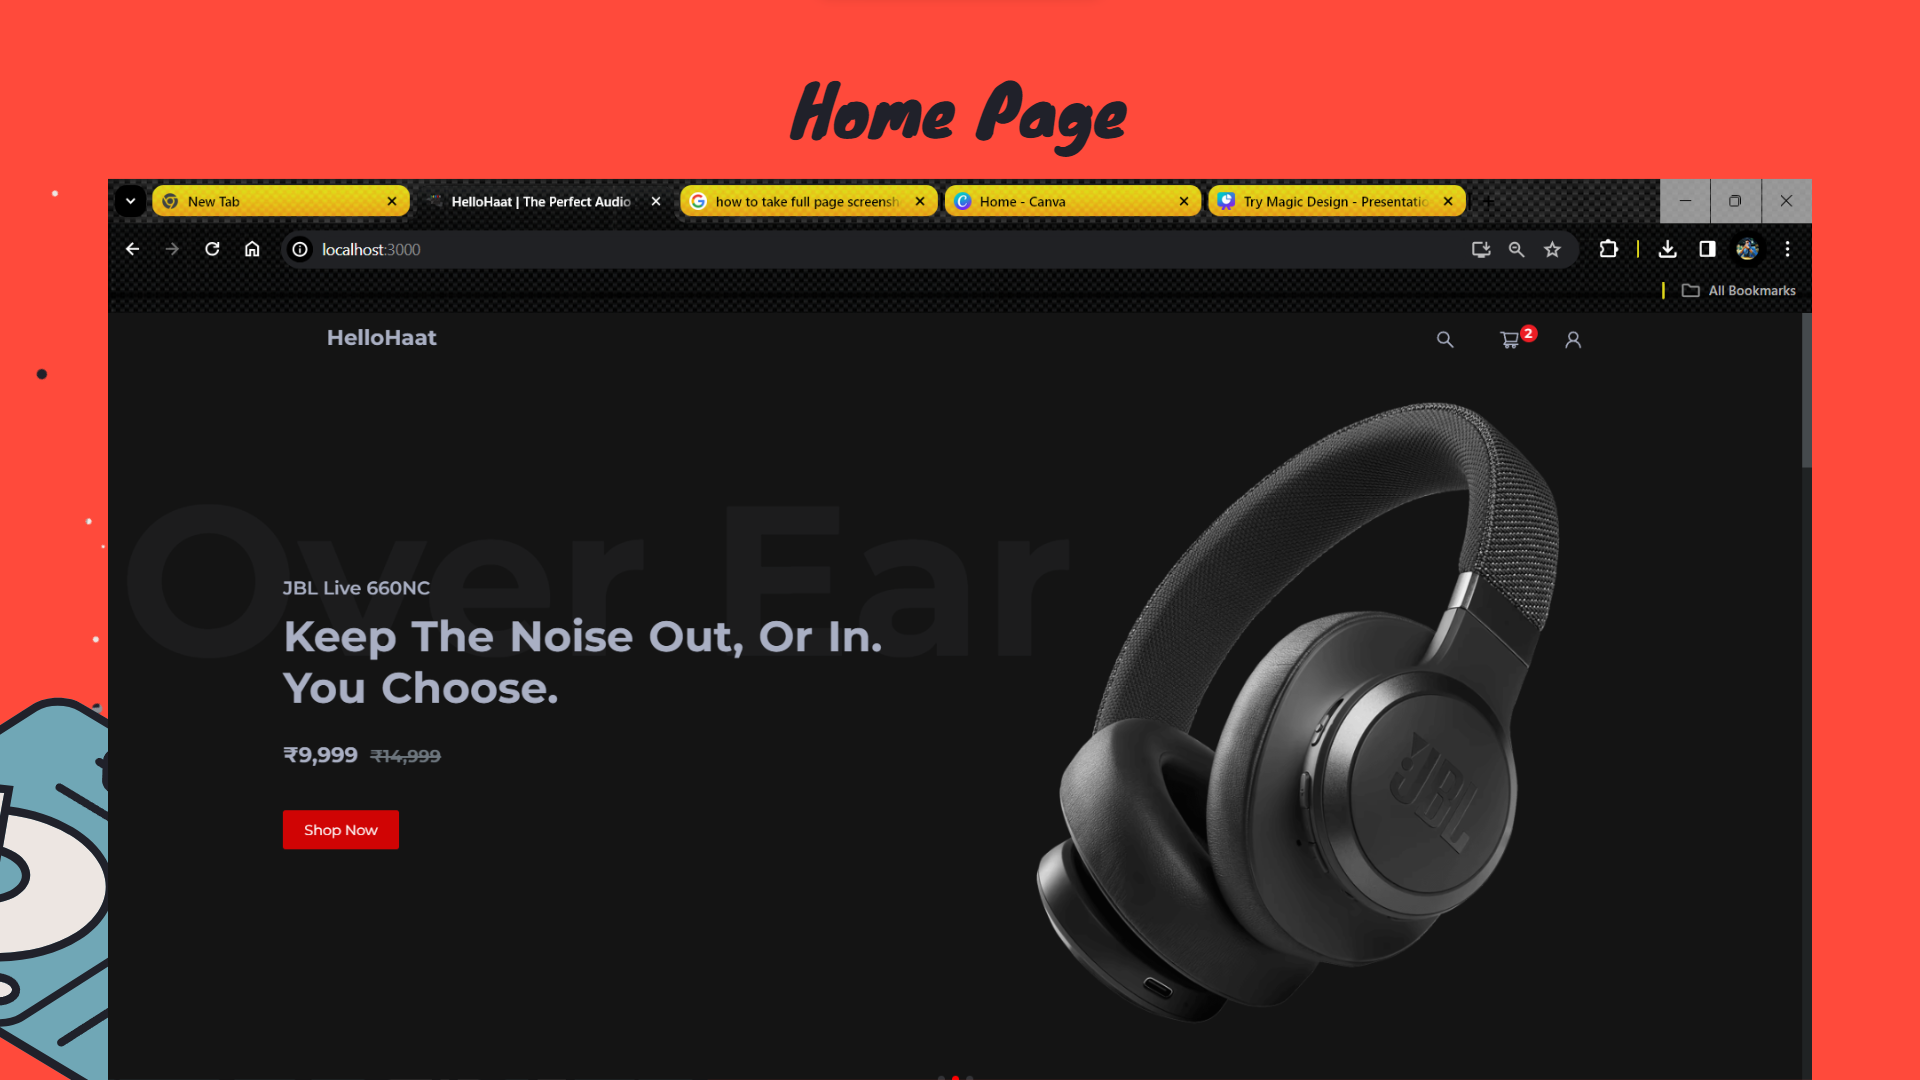 Home Page
New Tab
HelloHaat | The Perfect Audio
how to take full page screensh
Home - Canva
Try Magic Design - Presentatio
localhost:3000
All Bookmarks
HelloHaat
2
Over Ear
JBL Live 660NC
Keep The Noise Out, Or In.
You Choose.
₹9,999 ₹14,999
Shop Now
JBL